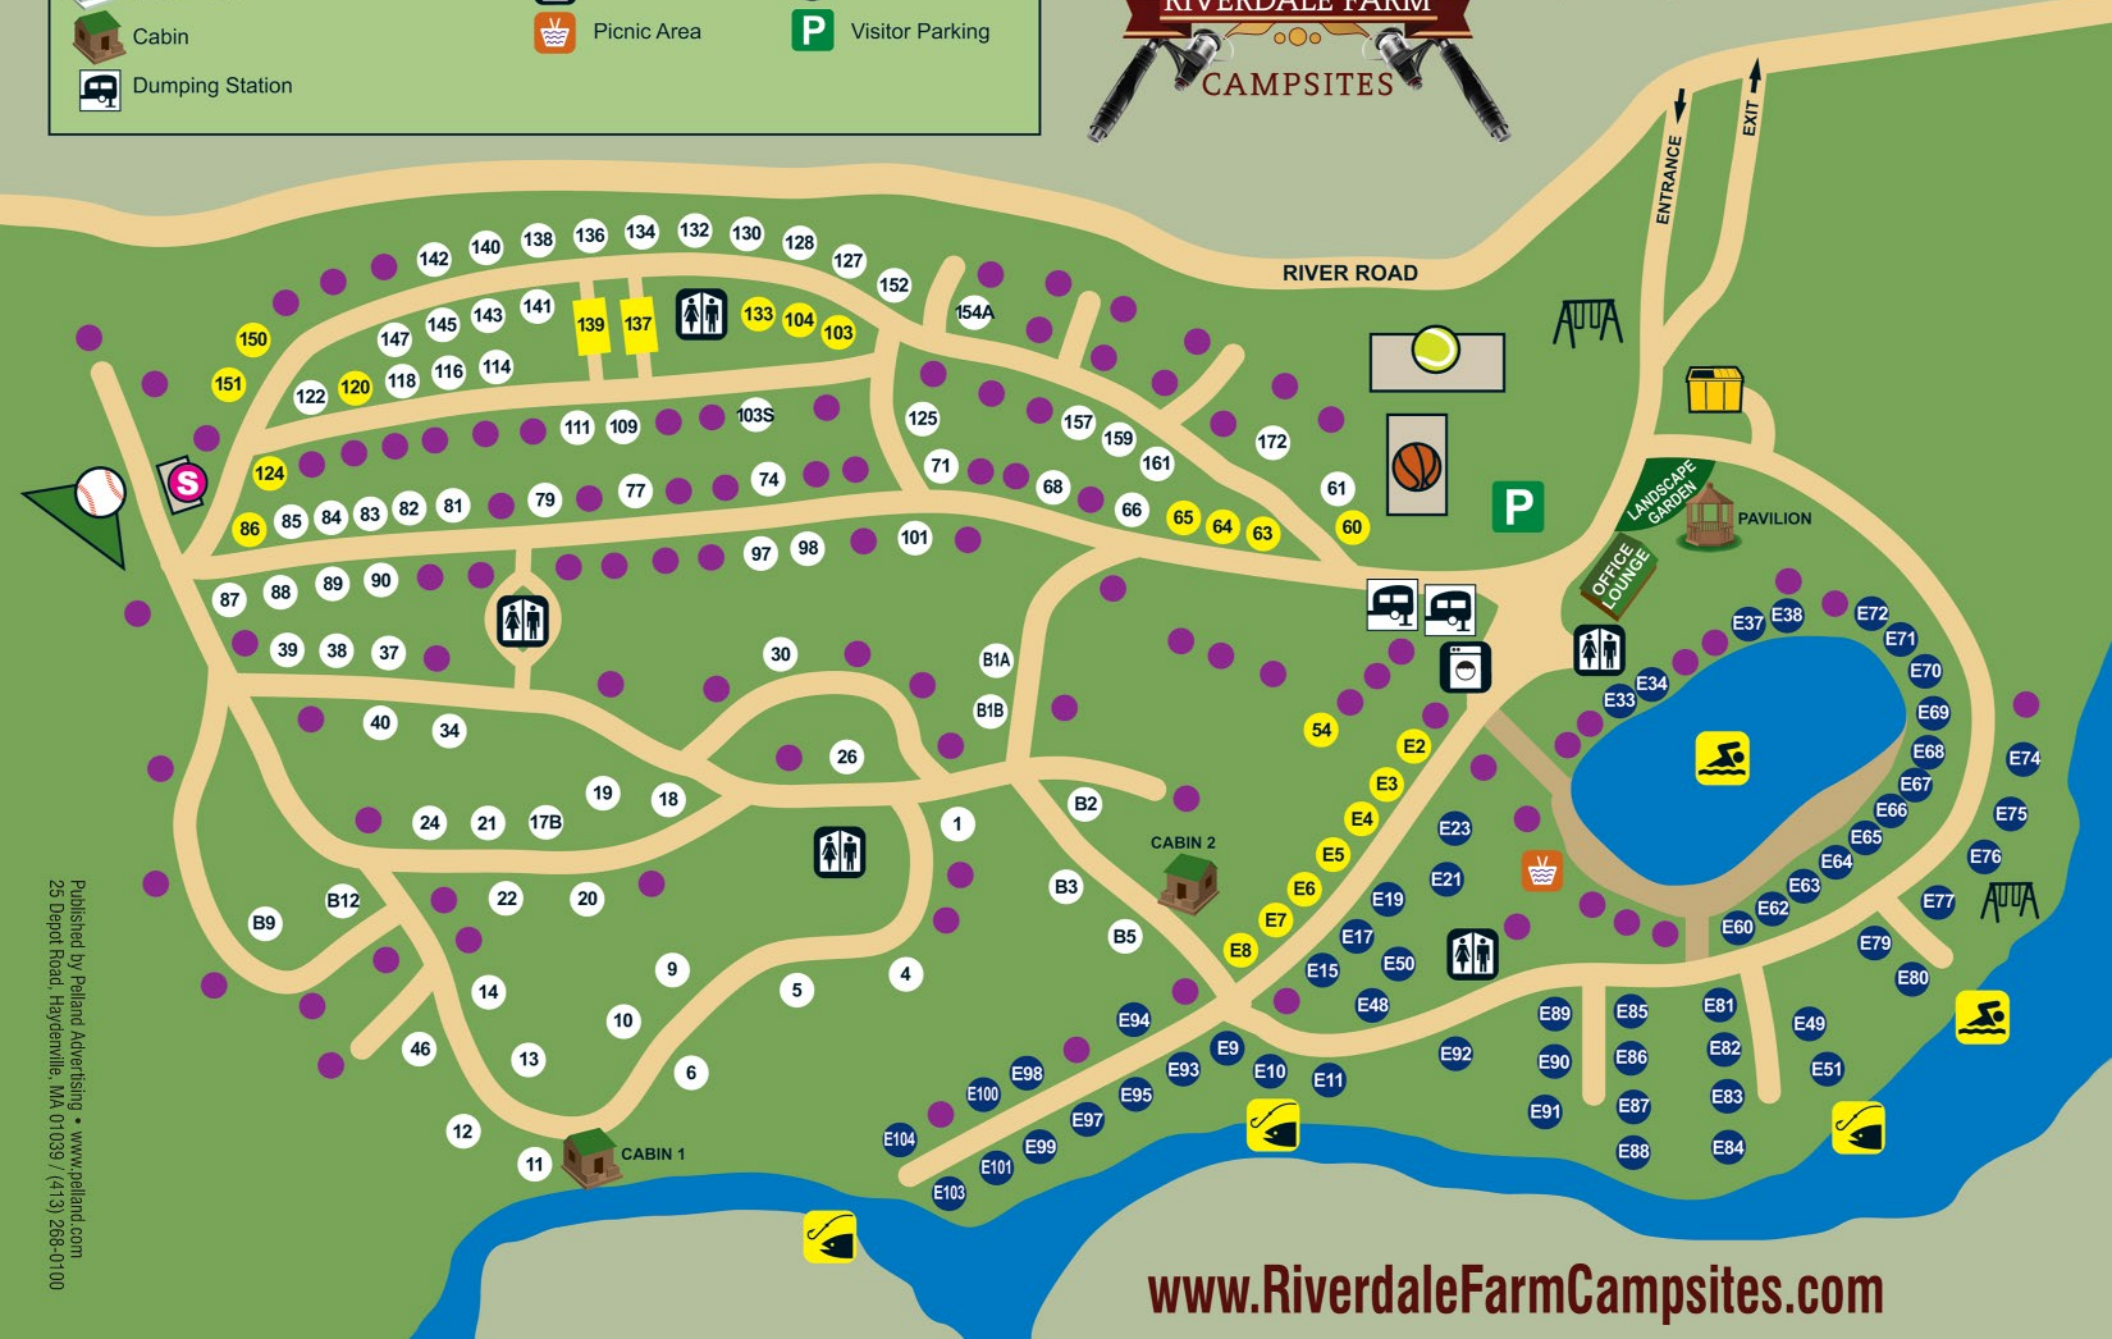 Cabin
Picnic Area
P
Visitor Parking
Dumping Station
RIVERDALE FARM
CAMPSITES
EXIT
ENTRANCE
RIVER ROAD
142
140
138
136
134
132
130
128
127
152
154A
150
147
145
143
141
139
137
133
104
103
151
122
120
118
116
114
124
111
109
103S
125
157
159
161
172
71
68
66
65
64
63
61
60
S
86
85
84
83
82
81
79
77
74
87
88
89
90
97
98
101
P
LANDSCAPE
GARDEN
PAVILION
OFFICE
LOUNGE
39
38
37
30
B1A
B1B
40
34
26
54
E2
E3
E4
E5
E6
E7
E8
E33
E34
E37
E38
E72
E71
E70
E69
E68
E67
E66
E65
E64
E63
E62
E60
E74
E75
E76
E77
E79
E80
24
21
17B
19
18
1
B2
CABIN 2
B3
B5
E23
E21
E19
E17
E15
E50
E48
B12
B9
22
20
14
9
10
5
4
46
13
6
12
11
CABIN 1
E94
E98
E100
E104
E9
E10
E11
E93
E95
E97
E99
E101
E103
E92
E89
E90
E91
E85
E86
E87
E88
E81
E82
E83
E84
E49
E51
Published by Pelland Advertising • www.pelland.com
25 Depot Road, Haydenville, MA 01039 / (413) 268-0100
www.RiverdaleFarmCampsites.com